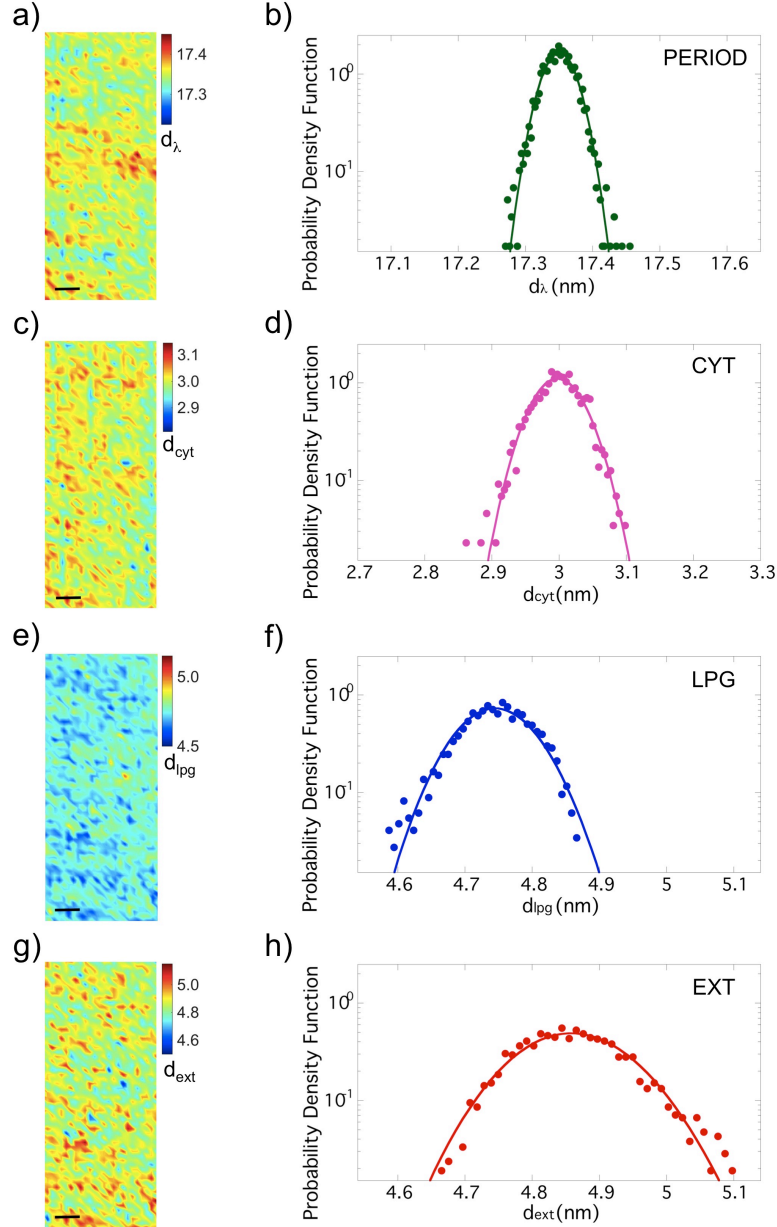 a)
17.4
17.3
dλ
b)
PERIOD
Probability Density Function
10⁰
10⁻¹
17.1 17.2 17.3 17.4 17.5 17.6
dλ (nm)
c)
3.1
3.0
2.9
dcyt
d)
CYT
Probability Density Function
10⁰
10⁻¹
2.7 2.8 2.9 3 3.1 3.2 3.3
dcyt(nm)
e)
5.0
4.5
dlpg
f)
LPG
Probability Density Function
10⁰
10⁻¹
4.6 4.7 4.8 4.9 5 5.1
dlpg(nm)
g)
5.0
4.8
4.6
dext
h)
EXT
Probability Density Function
10⁰
10⁻¹
4.6 4.7 4.8 4.9 5 5.1
dext(nm)